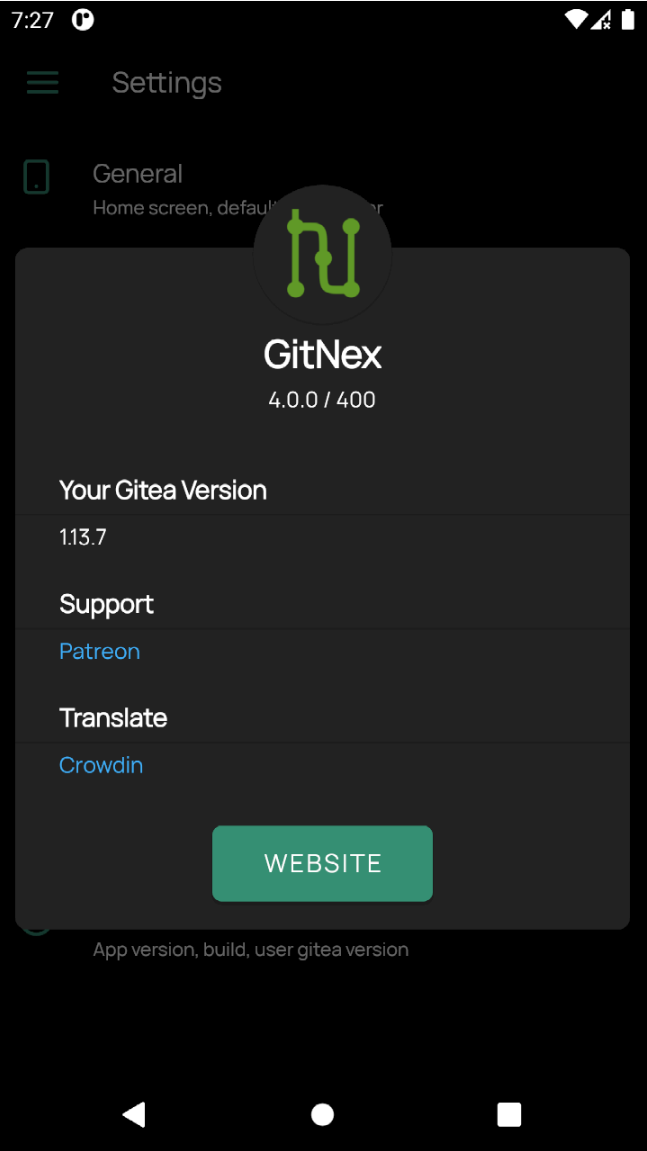 7:27
Settings
General
Home screen, defaul
GitNex
4.0.0 / 400
Your Gitea Version
1.13.7
Support
Patreon
Translate
Crowdin
WEBSITE
App version, build, user gitea version